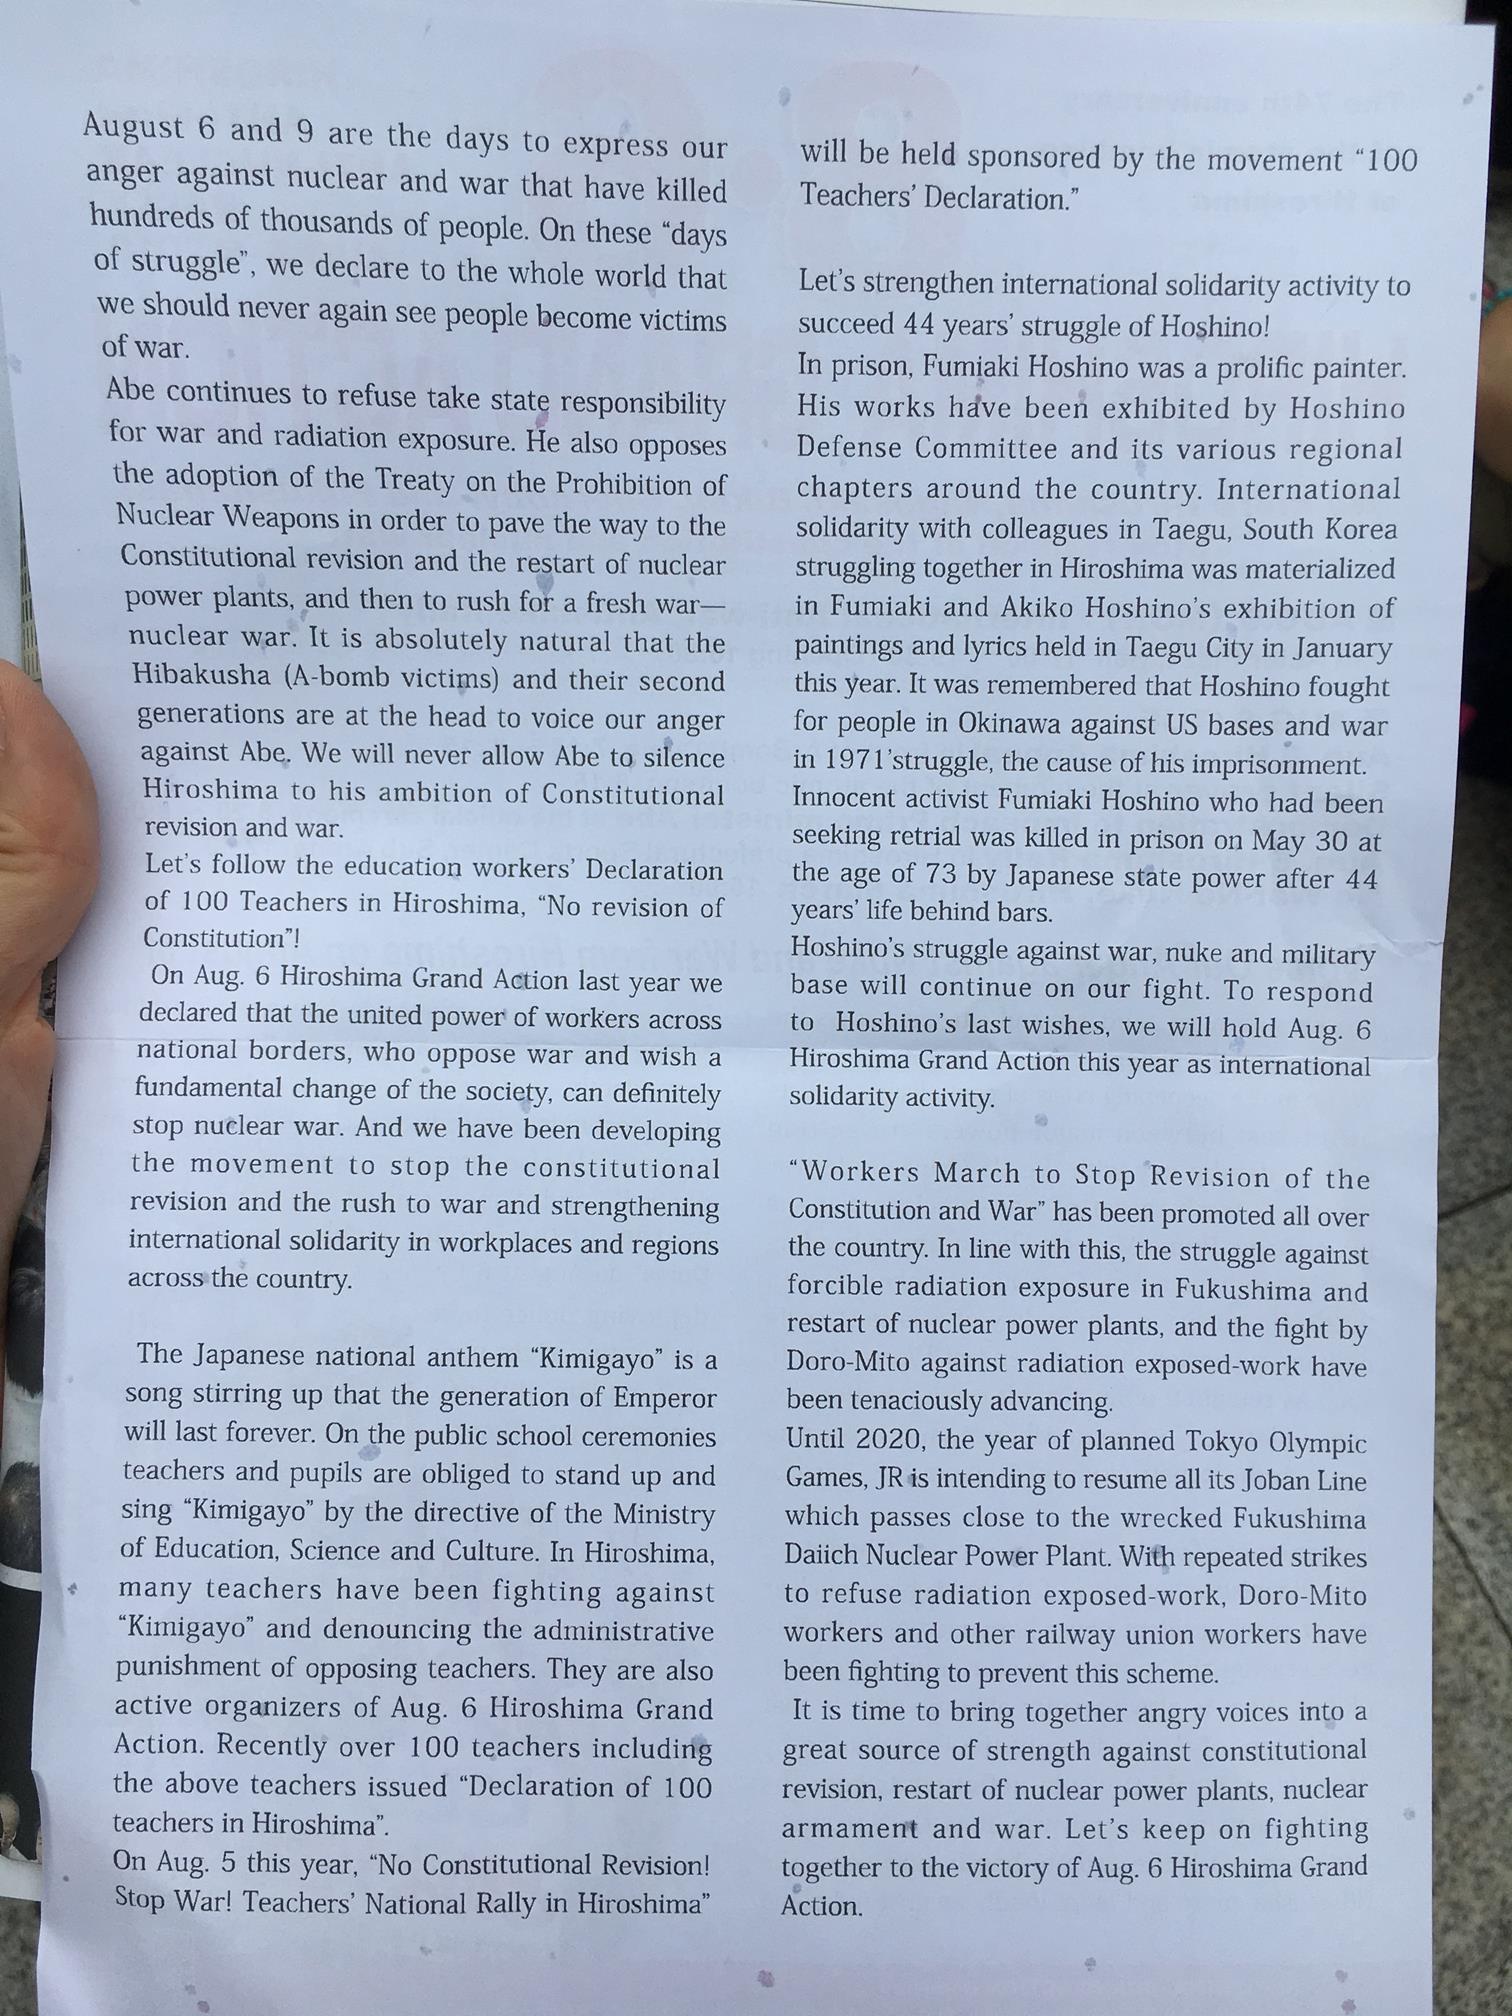 August 6 and 9 are the days to express our
anger against nuclear and war that have killed
hundreds of thousands of people. On these “days
of struggle”, we declare to the whole world that
we should never again see people become victims
of war.
Abe continues to refuse take state responsibility
for war and radiation exposure. He also opposes
the adoption of the Treaty on the Prohibition of
Nuclear Weapons in order to pave the way to the
Constitutional revision and the restart of nuclear
power plants, and then to rush for a fresh war—
nuclear war. It is absolutely natural that the
Hibakusha (A-bomb victims) and their second
generations are at the head to voice our anger
against Abe. We will never allow Abe to silence
Hiroshima to his ambition of Constitutional
revision and war.
Let’s follow the education workers’ Declaration
of 100 Teachers in Hiroshima, “No revision of
Constitution”!
On Aug. 6 Hiroshima Grand Action last year we
declared that the united power of workers across
national borders, who oppose war and wish a
fundamental change of the society, can definitely
stop nuclear war. And we have been developing
the movement to stop the constitutional
revision and the rush to war and strengthening
international solidarity in workplaces and regions
across the country.
The Japanese national anthem “Kimigayo” is a
song stirring up that the generation of Emperor
will last forever. On the public school ceremonies
teachers and pupils are obliged to stand up and
sing “Kimigayo” by the directive of the Ministry
of Education, Science and Culture. In Hiroshima,
many teachers have been fighting against
“Kimigayo” and denouncing the administrative
punishment of opposing teachers. They are also
active organizers of Aug. 6 Hiroshima Grand
Action. Recently over 100 teachers including
the above teachers issued “Declaration of 100
teachers in Hiroshima”.
On Aug. 5 this year, “No Constitutional Revision!
Stop War! Teachers’ National Rally in Hiroshima”
will be held sponsored by the movement “100
Teachers’ Declaration.”
Let’s strengthen international solidarity activity to
succeed 44 years’ struggle of Hoshino!
In prison, Fumiaki Hoshino was a prolific painter.
His works have been exhibited by Hoshino
Defense Committee and its various regional
chapters around the country. International
solidarity with colleagues in Taegu, South Korea
struggling together in Hiroshima was materialized
in Fumiaki and Akiko Hoshino’s exhibition of
paintings and lyrics held in Taegu City in January
this year. It was remembered that Hoshino fought
for people in Okinawa against US bases and war
in 1971’struggle, the cause of his imprisonment.
Innocent activist Fumiaki Hoshino who had been
seeking retrial was killed in prison on May 30 at
the age of 73 by Japanese state power after 44
years’ life behind bars.
Hoshino’s struggle against war, nuke and military
base will continue on our fight. To respond
to Hoshino’s last wishes, we will hold Aug. 6
Hiroshima Grand Action this year as international
solidarity activity.
“Workers March to Stop Revision of the
Constitution and War” has been promoted all over
the country. In line with this, the struggle against
forcible radiation exposure in Fukushima and
restart of nuclear power plants, and the fight by
Doro-Mito against radiation exposed-work have
been tenaciously advancing.
Until 2020, the year of planned Tokyo Olympic
Games, JR is intending to resume all its Joban Line
which passes close to the wrecked Fukushima
Daiich Nuclear Power Plant. With repeated strikes
to refuse radiation exposed-work, Doro-Mito
workers and other railway union workers have
been fighting to prevent this scheme.
It is time to bring together angry voices into a
great source of strength against constitutional
revision, restart of nuclear power plants, nuclear
armament and war. Let’s keep on fighting
together to the victory of Aug. 6 Hiroshima Grand
Action.